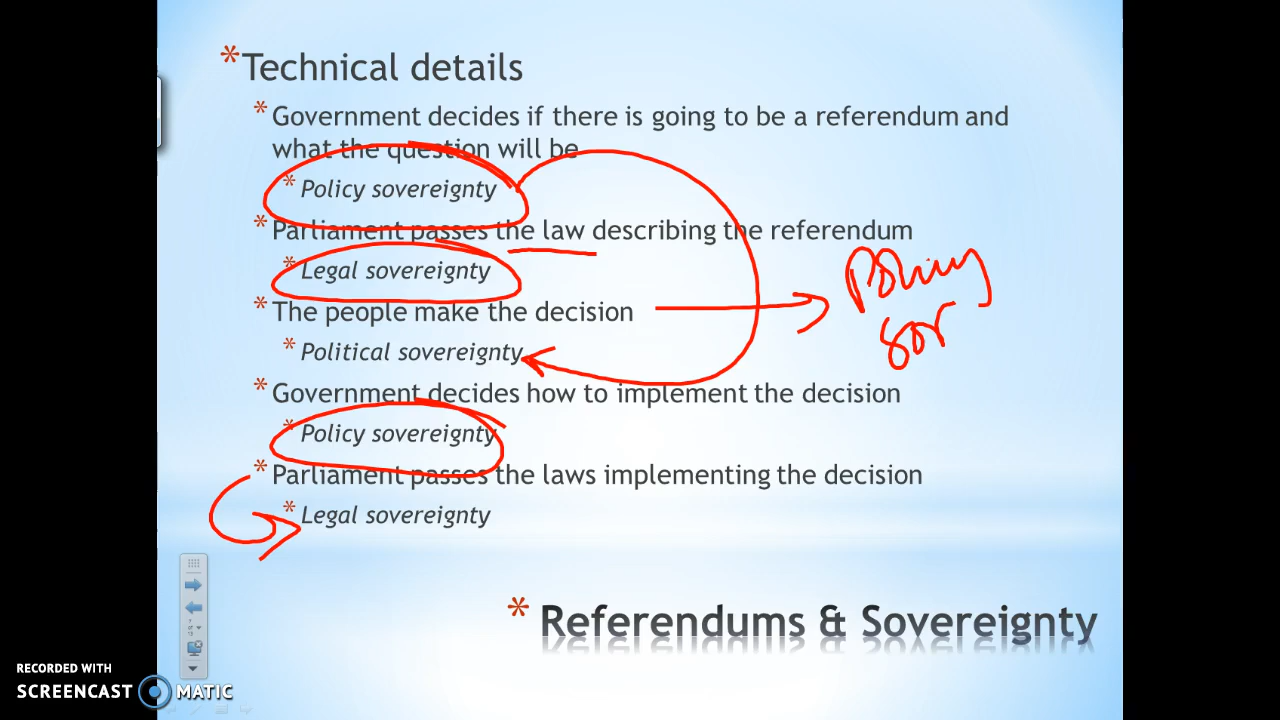 * Technical details
* Government decides if there is going to be a referendum and
what the question will be
* Policy sovereignty
* Parliament passes the law describing the referendum
* Legal sovereignty
* The people make the decision
* Political sovereignty
* Government decides how to implement the decision
* Policy sovereignty
* Parliament passes the laws implementing the decision
* Legal sovereignty
Policy
sov
* Referendums & Sovereignty
RECORDED WITH
SCREENCAST MATIC